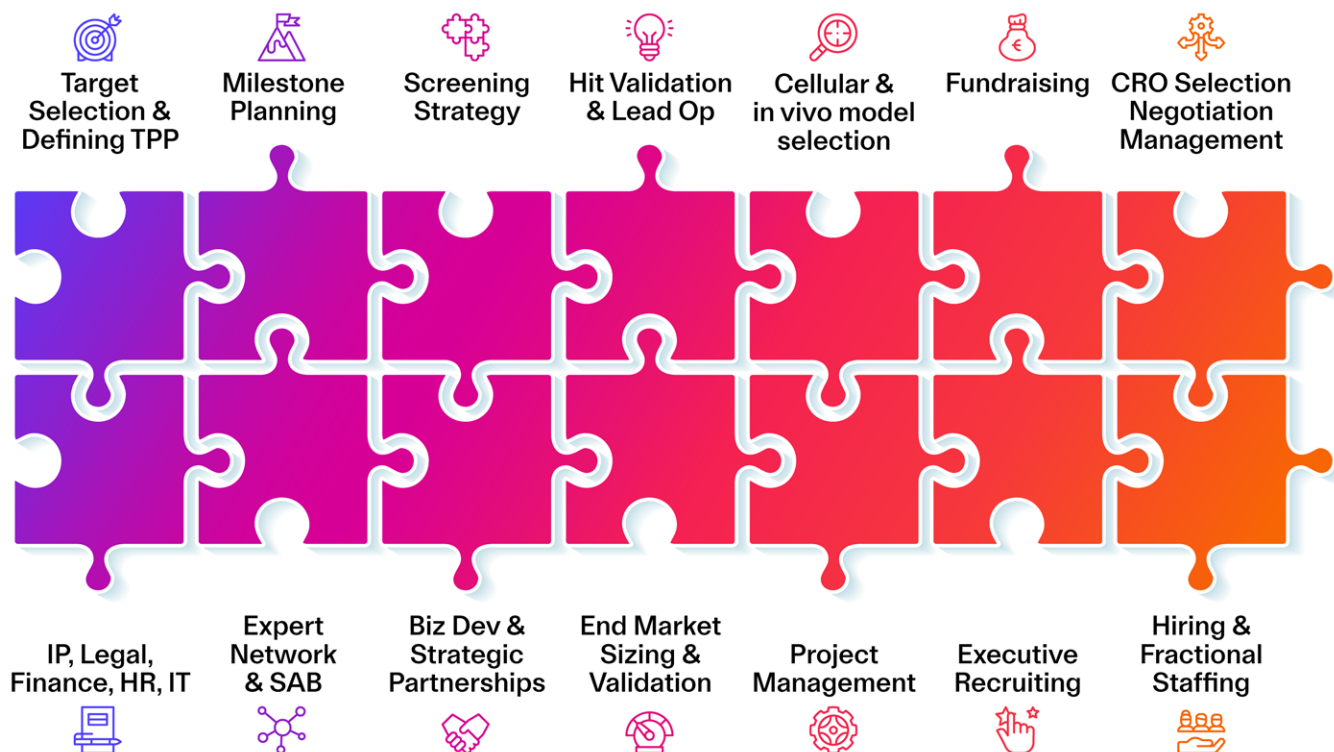 Target
Selection &
Defining TPP
Milestone
Planning
Screening
Strategy
Hit Validation
& Lead Op
Cellular &
in vivo model
selection
Fundraising
€
CRO Selection
Negotiation
Management
IP, Legal,
Finance, HR, IT
Expert
Network
& SAB
Biz Dev &
Strategic
Partnerships
End Market
Sizing &
Validation
Project
Management
Executive
Recruiting
Hiring &
Fractional
Staffing